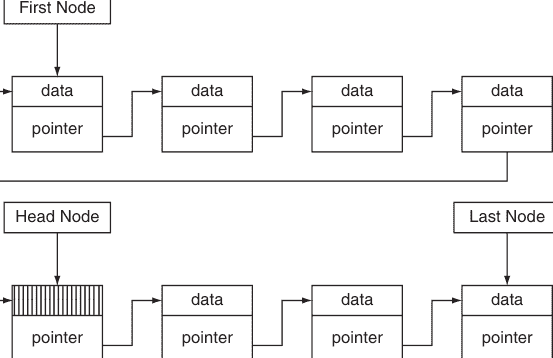 First Node
data data data data
pointer pointer pointer pointer
Head Node Last Node
data data data
pointer pointer pointer pointer